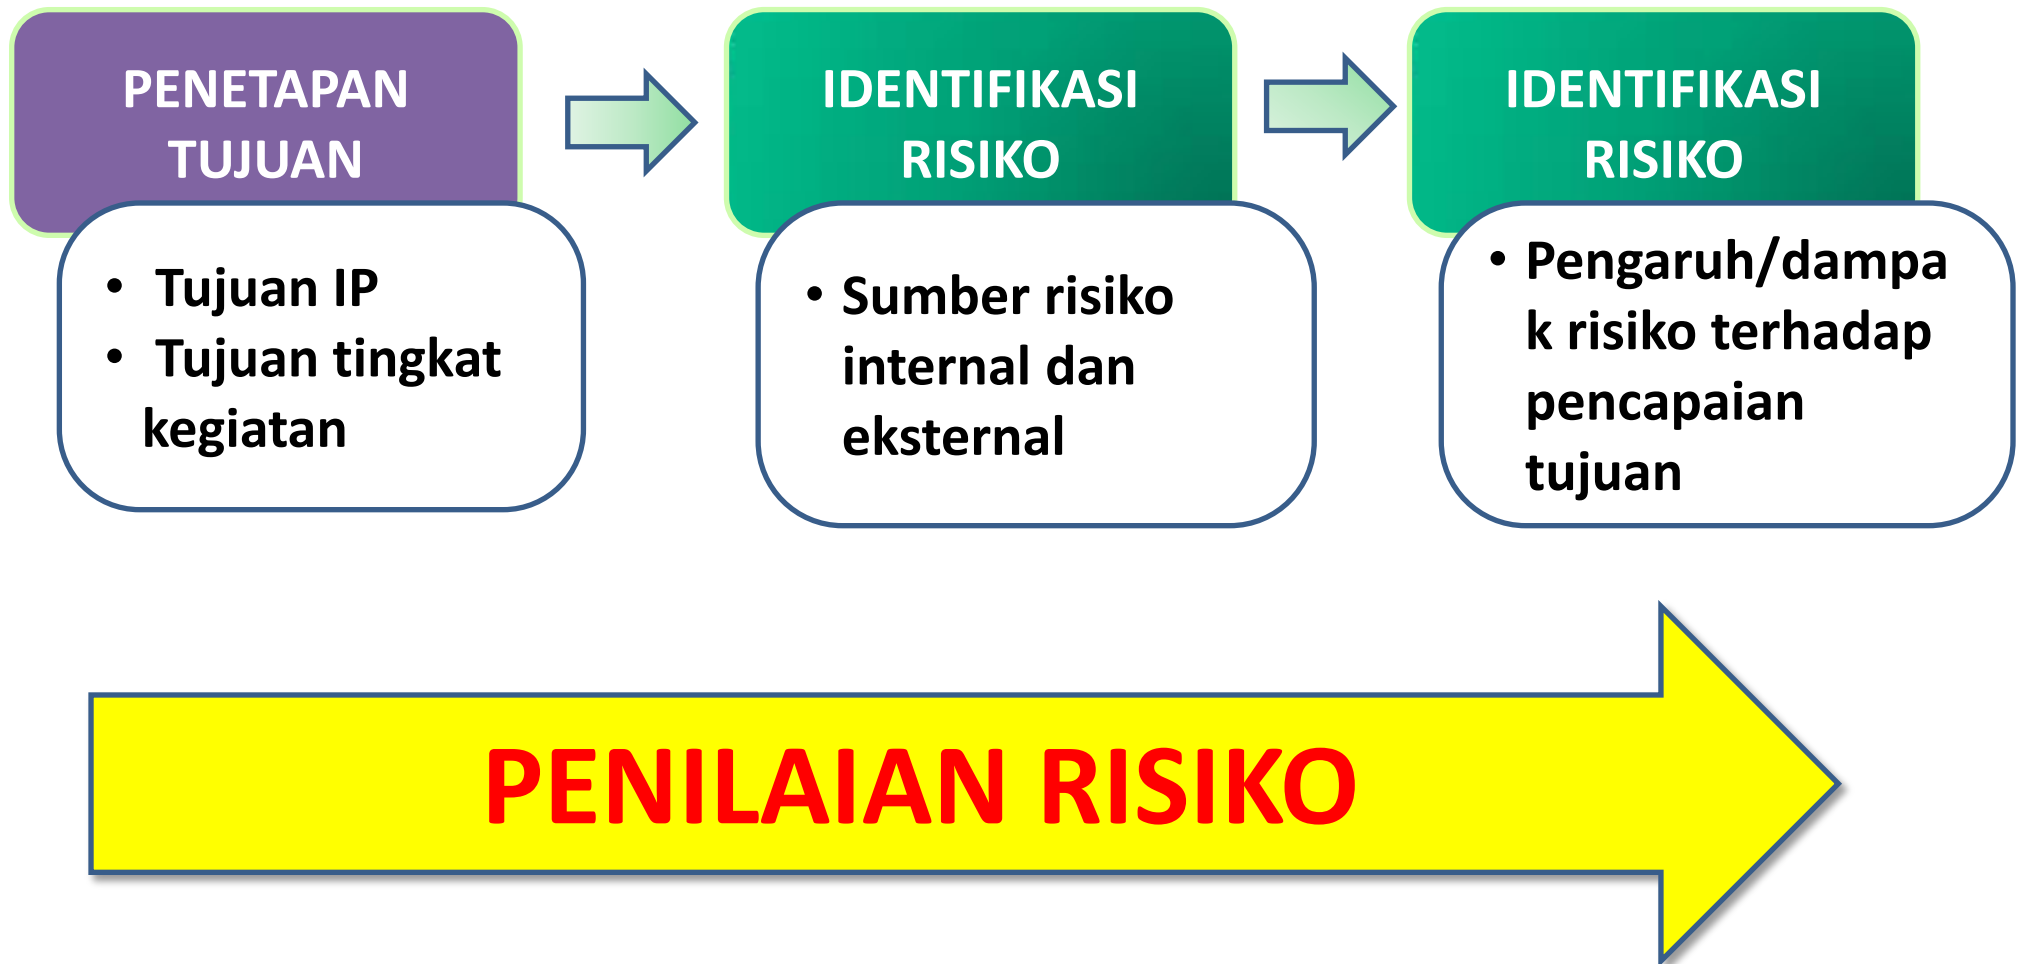 PENETAPAN
TUJUAN
• Tujuan IP
• Tujuan tingkat
kegiatan
IDENTIFIKASI
RISIKO
• Sumber risiko
internal dan
eksternal
IDENTIFIKASI
RISIKO
• Pengaruh/dampa
k risiko terhadap
pencapaian
tujuan
PENILAIAN RISIKO